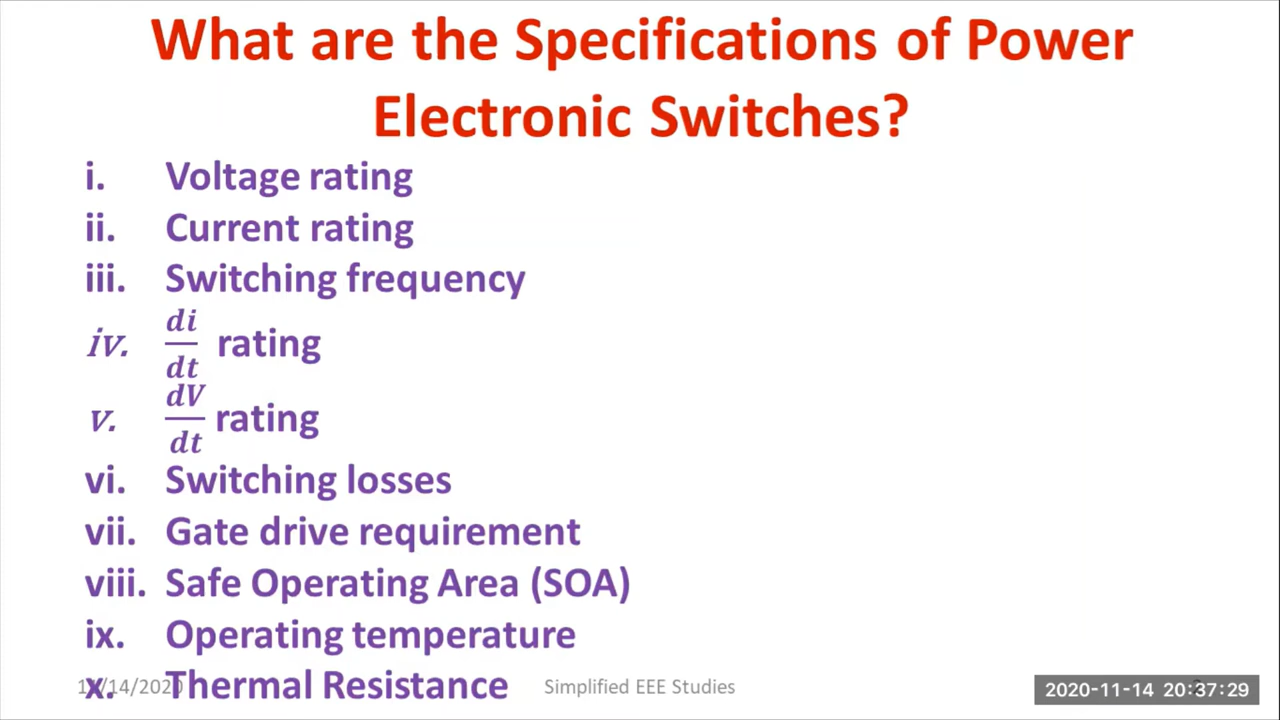 What are the Specifications of Power
Electronic Switches?
i. Voltage rating
ii. Current rating
iii. Switching frequency
iv. di/dt rating
v. dV/dt rating
vi. Switching losses
vii. Gate drive requirement
viii. Safe Operating Area (SOA)
ix. Operating temperature
x. Thermal Resistance
/14/2020
Simplified EEE Studies
2020-11-14 20:37:29